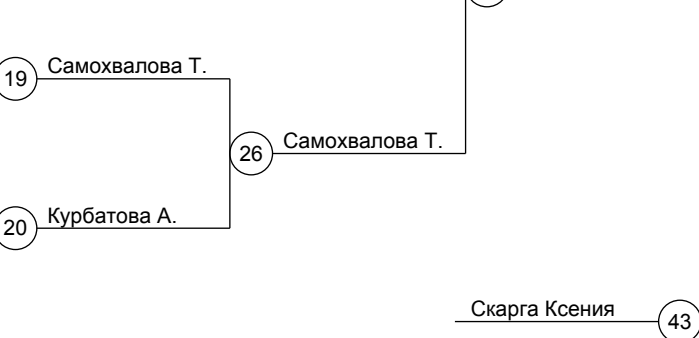 19 Самохвалова Т.
26 Самохвалова Т.
20 Курбатова А.
Скарга Ксения 43